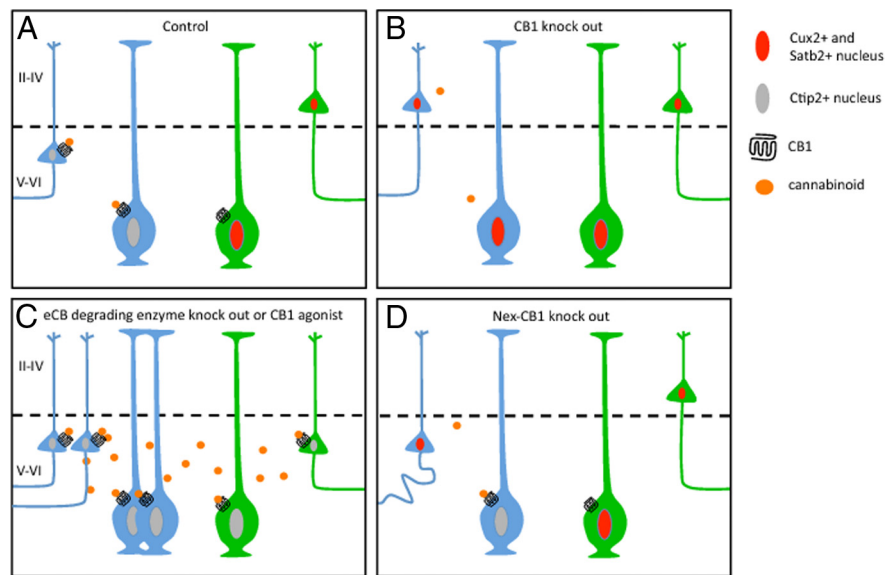 A
Control
II-IV
V-VI
B
CB1 knock out
Cux2+ and
Satb2+ nucleus
Ctip2+ nucleus
CB1
cannabinoid
C
eCB degrading enzyme knock out or CB1 agonist
II-IV
V-VI
D
Nex-CB1 knock out